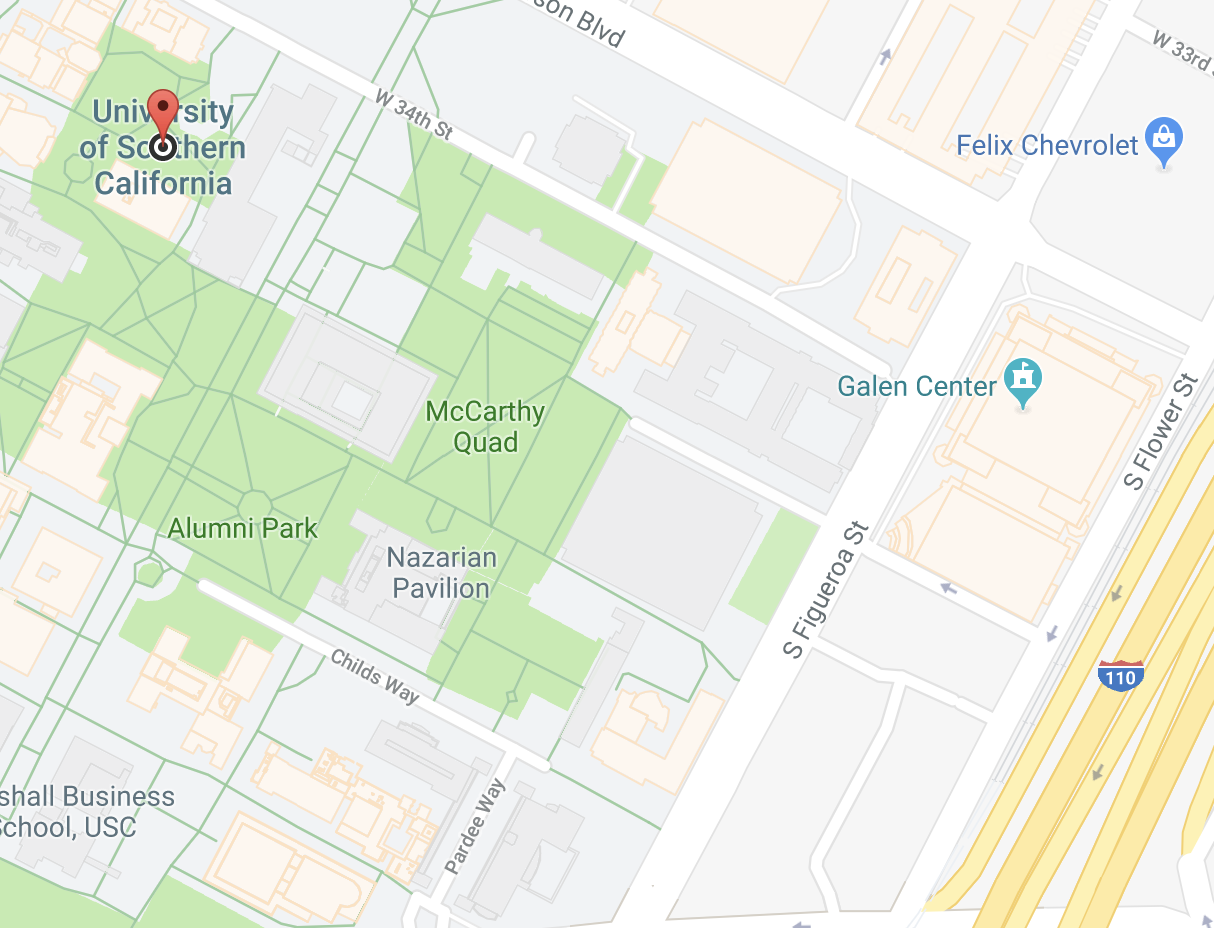 son Blvd
W 33rd
W 34th St
University
of Southern
California
Felix Chevrolet
Galen Center
S Flower St
McCarthy
Quad
Alumni Park
Nazarian
Pavilion
S Figueroa St
Childs Way
110
shall Business
School, USC
Pardee Way